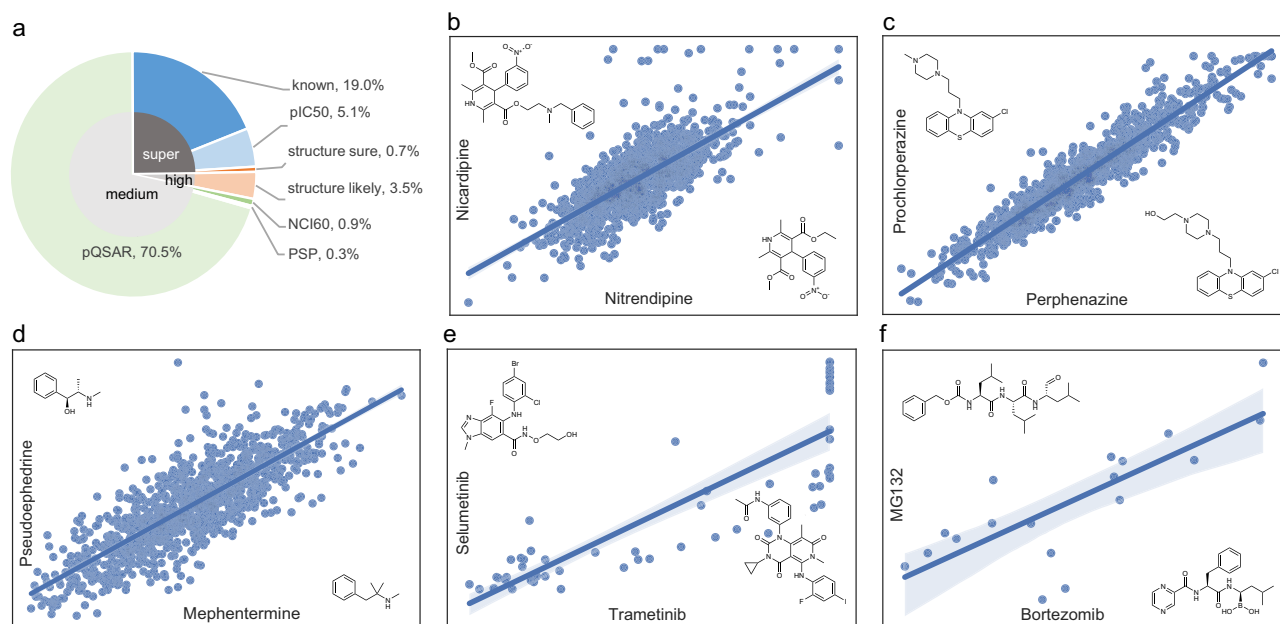 a
known, 19.0%
pIC50, 5.1%
structure sure, 0.7%
structure likely, 3.5%
NCI60, 0.9%
PSP, 0.3%
super
high
medium
pQSAR, 70.5%
b
Nicardipine
Nitrendipine
c
Prochlorperazine
Perphenazine
d
Pseudoephedrine
Mephentermine
e
Selumetinib
Trametinib
f
MG132
Bortezomib